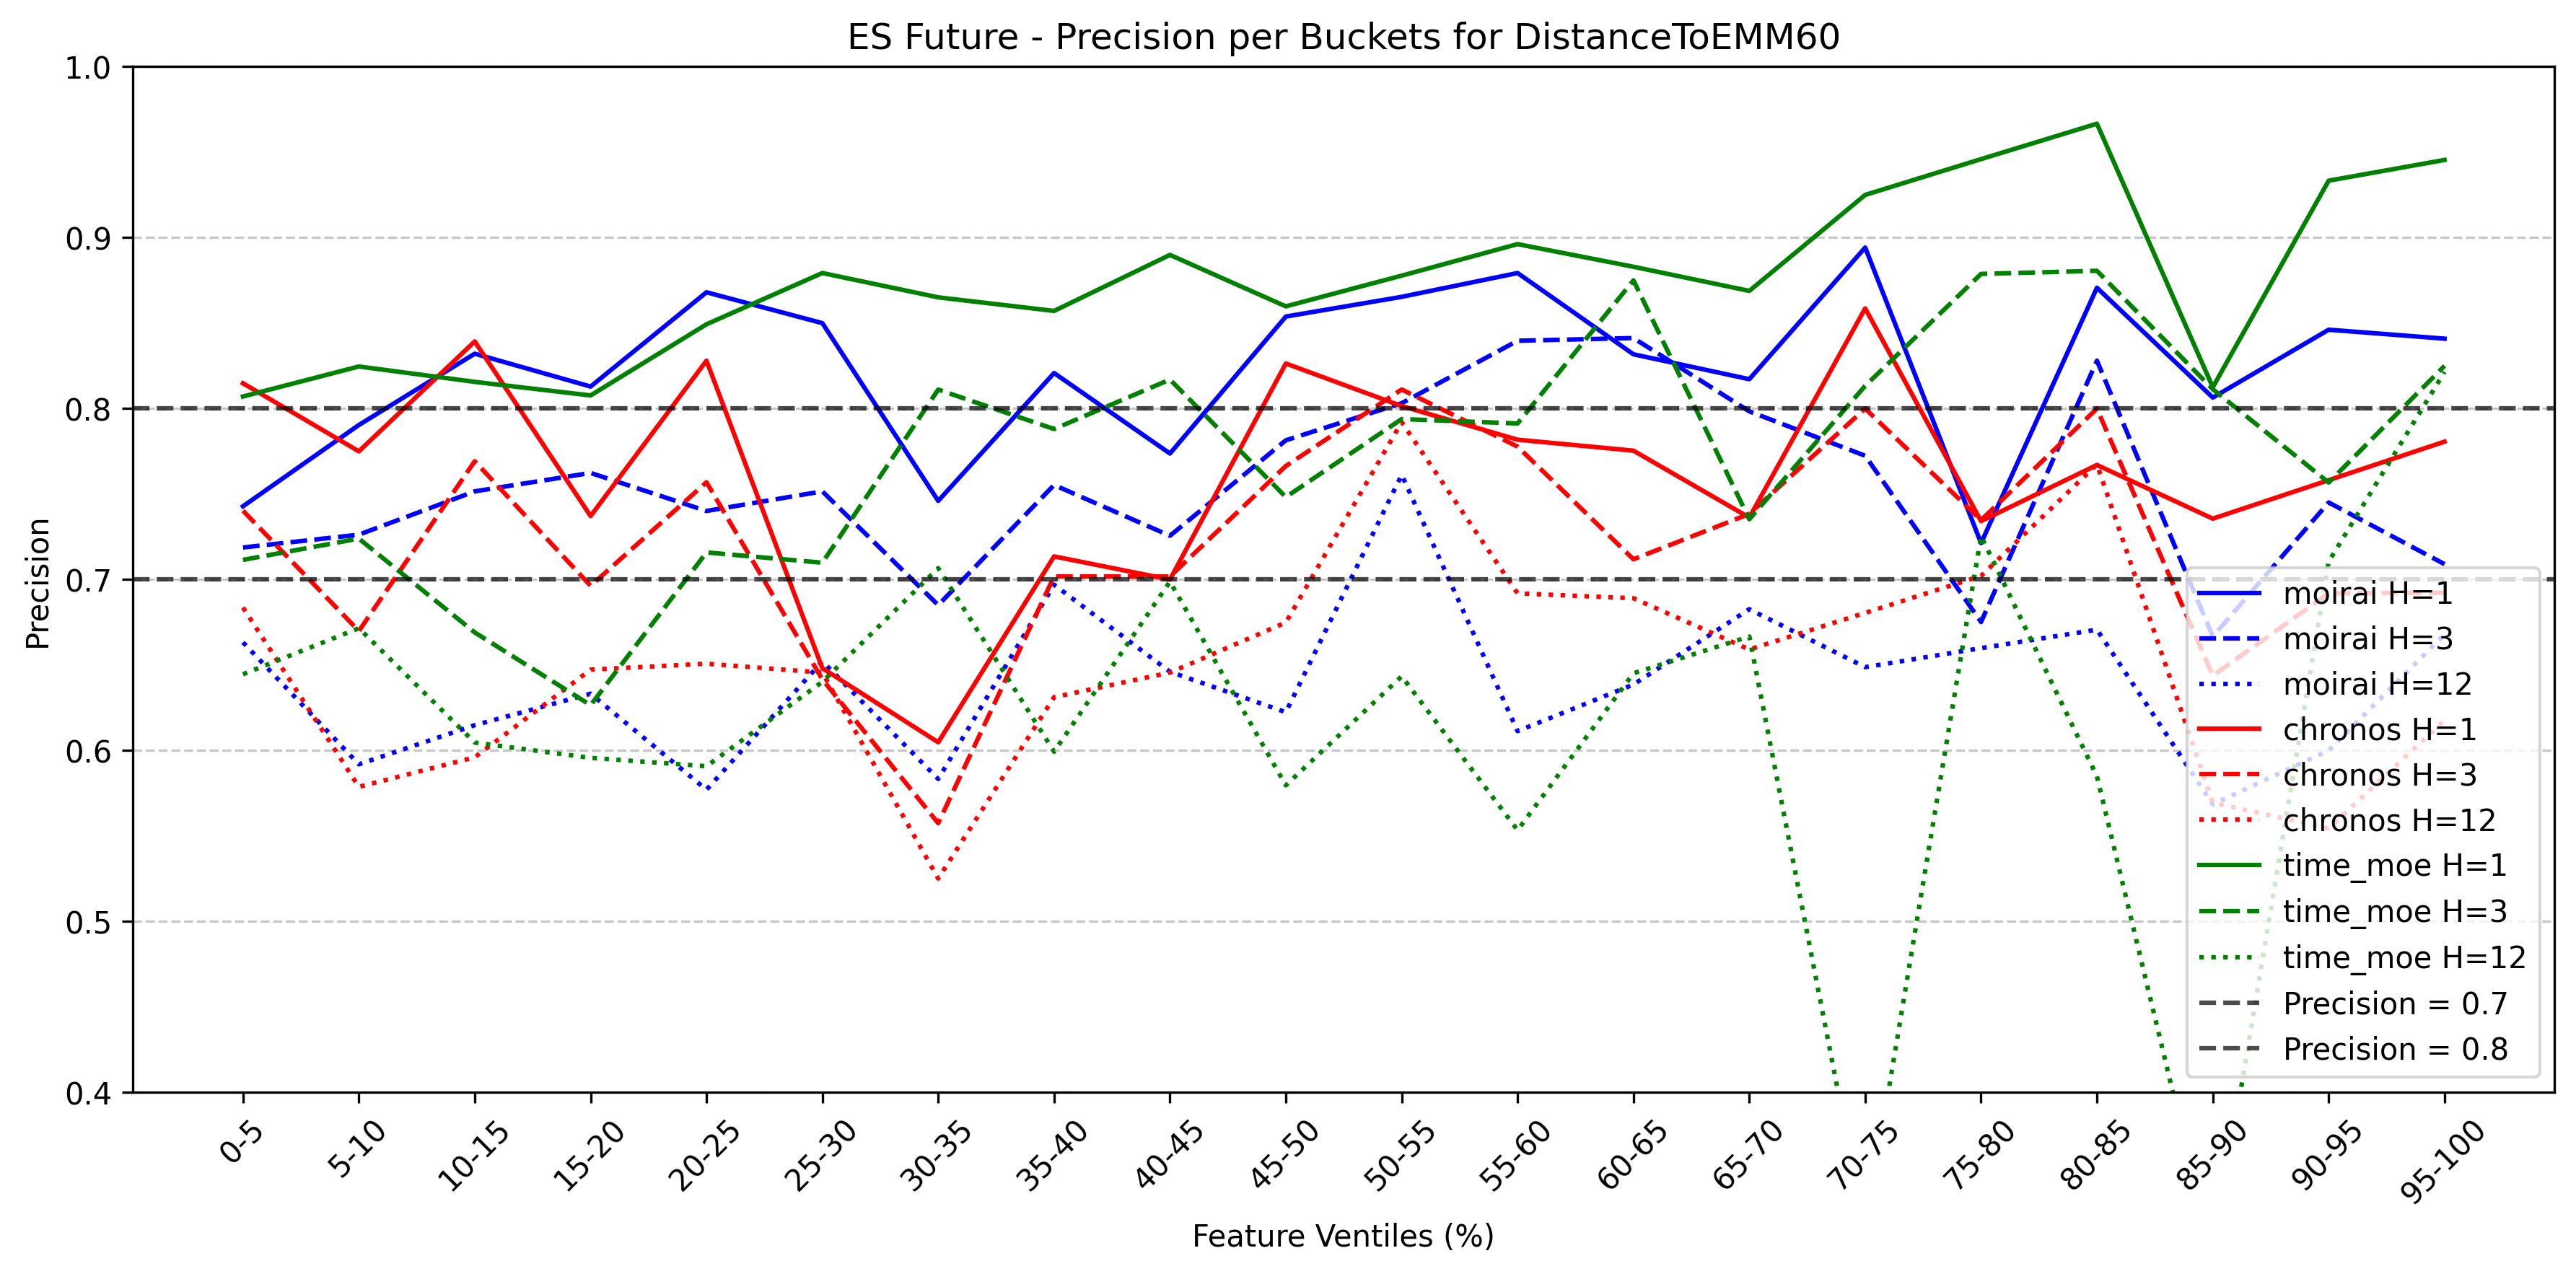 ES Future - Precision per Buckets for DistanceToEMM60
Precision
1.0
0.9
0.8
0.7
0.6
0.5
0.4
moirai H=1
moirai H=3
moirai H=12
chronos H=1
chronos H=3
chronos H=12
time_moe H=1
time_moe H=3
time_moe H=12
Precision = 0.7
Precision = 0.8
0-5
5-10
10-15
15-20
20-25
25-30
30-35
35-40
40-45
45-50
50-55
55-60
60-65
65-70
70-75
75-80
80-85
85-90
90-95
95-100
Feature Ventiles (%)